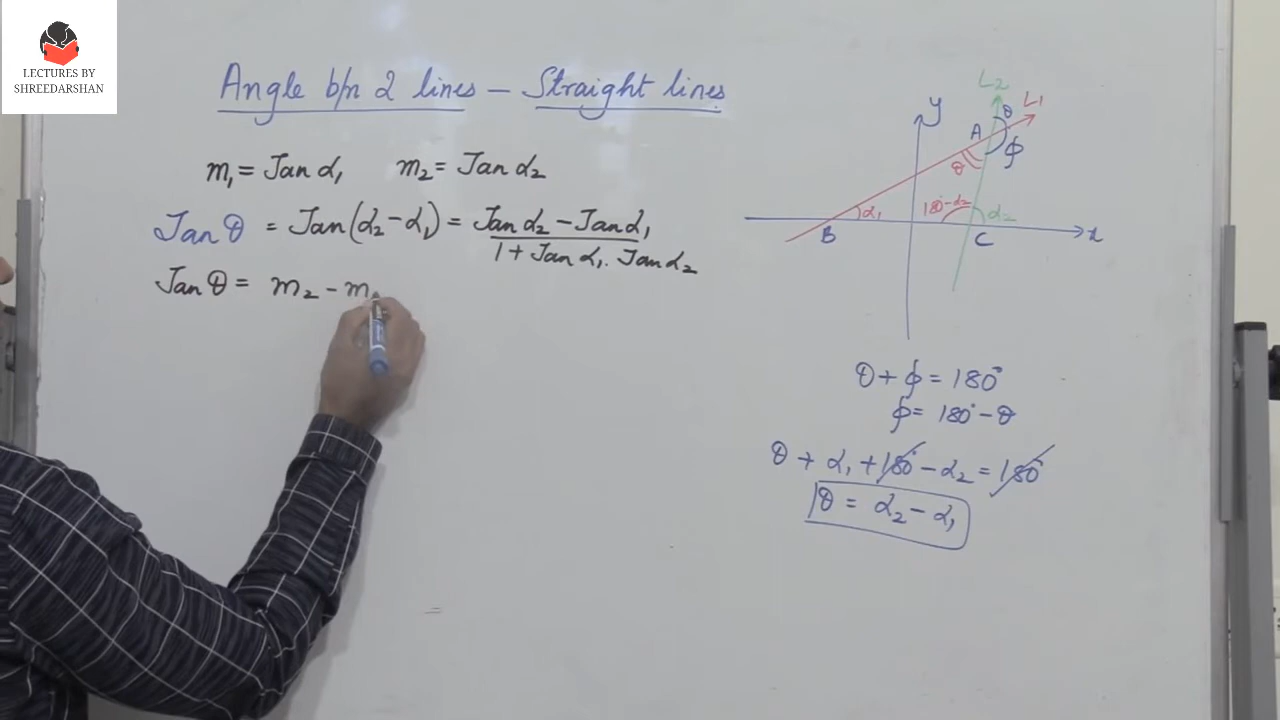 LECTURES BY
SHREEDARSHAN
Angle b/n 2 lines – Straight lines
m₁ = Tan α₁ m₂ = Tan α₂
Tan θ = Tan(α₂ – α₁) = Tan α₂ – Tan α₁ / 1 + Tan α₁ . Tan α₂
Tan θ = m₂ – m
L2
L1
y
A
θ
ϕ
θ
α₁
180° – α₂
α₂
B
C
x
θ + ϕ = 180°
ϕ = 180° – θ
θ + α₁ + 180° – α₂ = 180°
θ = α₂ – α₁
=